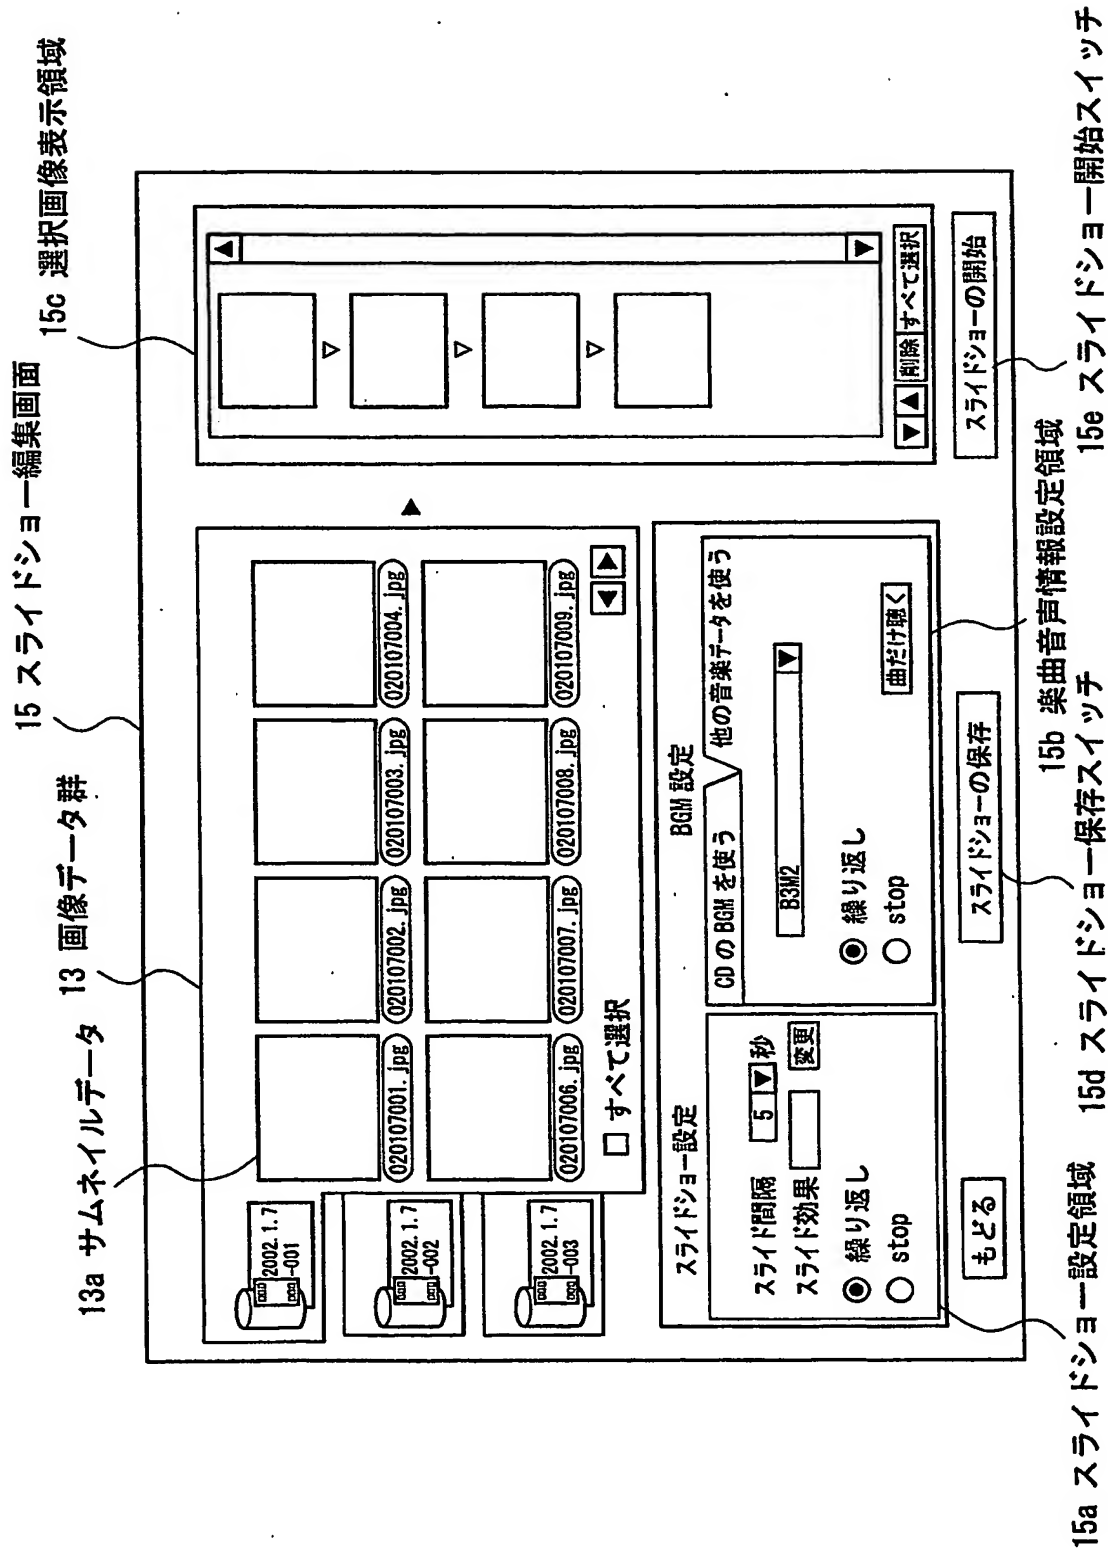 15 スライドショー編集画面
13 画像データ群
15c 選択画像表示領域
13a サムネイルデータ
2002.1.7
-001
2002.1.7
-002
2002.1.7
-003
020107001.jpg
020107002.jpg
020107003.jpg
020107004.jpg
020107006.jpg
020107007.jpg
020107008.jpg
020107009.jpg
□ すべて選択
◀ ▶
▶
▲
▽
▽
▽
▼
▼ ▲ 削除 すべて選択
スライドショー設定
スライド間隔 5 ▼ 秒
スライド効果 変更
◉ 繰り返し
○ stop
BGM 設定
CD の BGM を使う 他の音楽データを使う
B3M2 ▼
◉ 繰り返し
○ stop
曲だけ聴く
もどる
スライドショーの保存
スライドショーの開始
15b 楽曲音声情報設定領域
15a スライドショー設定領域
15d スライドショー保存スイッチ
15e スライドショー開始スイッチ